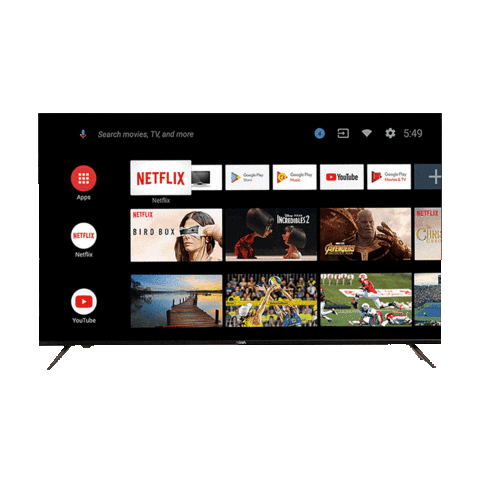 Search movies, TV, and more
5:49
Apps
NETFLIX
Google Play
Store
Google Play
Music
YouTube
Google Play
Movies & TV
Netflix
NETFLIX
Netflix
NETFLIX
BIRD BOX
INCREDIBLES 2
AVENGERS
NETFLIX
YouTube